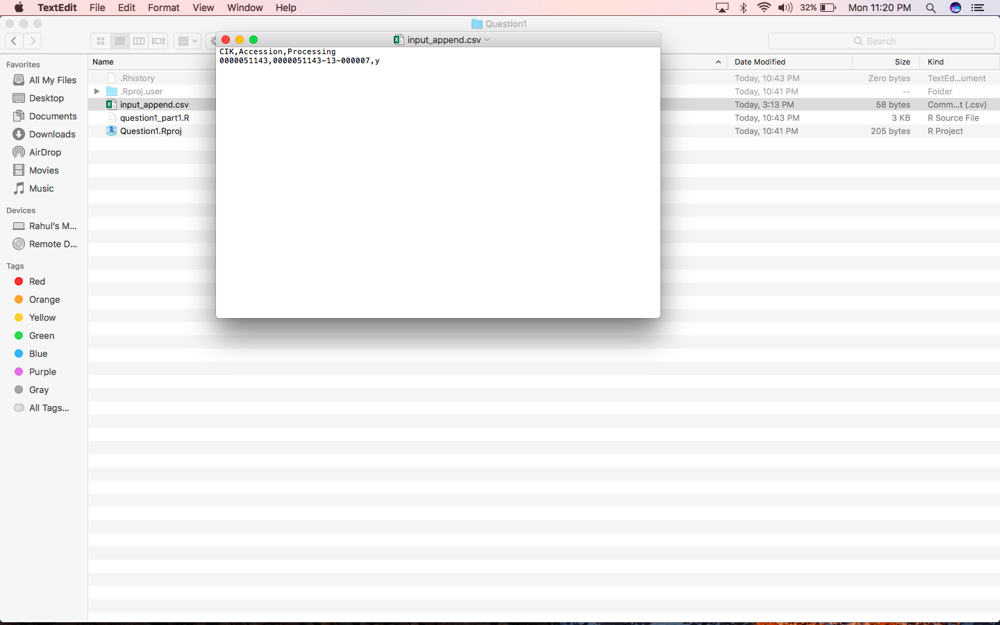 TextEdit File Edit Format View Window Help 32% Mon 11:20 PM
Question1
Search
input_append.csv
CIK,Accession,Processing
0000051143,0000051143-13-000007,y
Name Date Modified Size Kind
.Rhistory Today, 10:43 PM Zero bytes TextEd...ument
.Rproj.user Today, 10:41 PM -- Folder
input_append.csv Today, 3:13 PM 58 bytes Comm...t (.csv)
question1_part1.R Today, 10:43 PM 3 KB R Source File
Question1.Rproj Today, 10:41 PM 205 bytes R Project
Favorites
All My Files
Desktop
Documents
Downloads
AirDrop
Movies
Music
Devices
Rahul's M...
Remote D...
Tags
Red
Orange
Yellow
Green
Blue
Purple
Gray
All Tags...